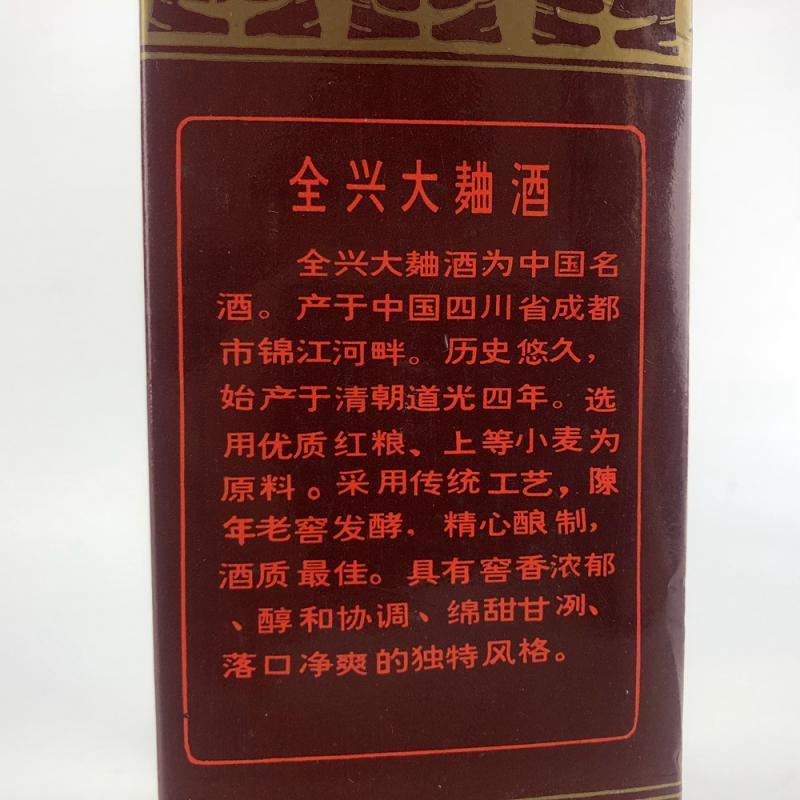 全兴大麯酒
全兴大麯酒为中国名
酒。产于中国四川省成都
市锦江河畔。历史悠久，
始产于清朝道光四年。选
用优质红粮、上等小麦为
原料。采用传统工艺，陳
年老窖发酵，精心酿制，
酒质最佳。具有窖香浓郁
、醇和协调、绵甜甘冽、
落口净爽的独特风格。